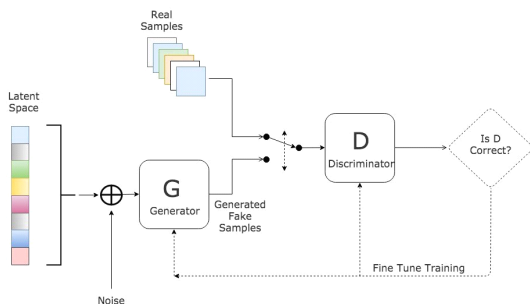 Real
Samples
Latent
Space
G
Generator
Noise
Generated
Fake
Samples
D
Discriminator
Is D
Correct?
Fine Tune Training